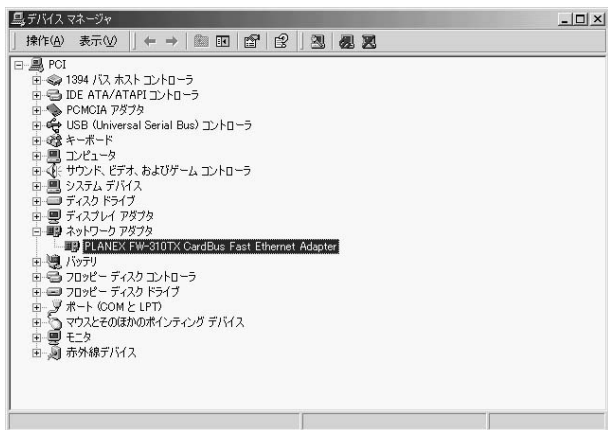 デバイス マネージャ
操作(A) 表示(V)
PCI
1394 バス ホスト コントローラ
IDE ATA/ATAPI コントローラ
PCMCIA アダプタ
USB (Universal Serial Bus) コントローラ
キーボード
コンピュータ
サウンド、ビデオ、およびゲーム コントローラ
システム デバイス
ディスク ドライブ
ディスプレイ アダプタ
ネットワーク アダプタ
PLANEX FW-310TX CardBus Fast Ethernet Adapter
バッテリ
フロッピー ディスク コントローラ
フロッピー ディスク ドライブ
ポート (COM と LPT)
マウスとそのほかのポインティング デバイス
モニタ
赤外線デバイス